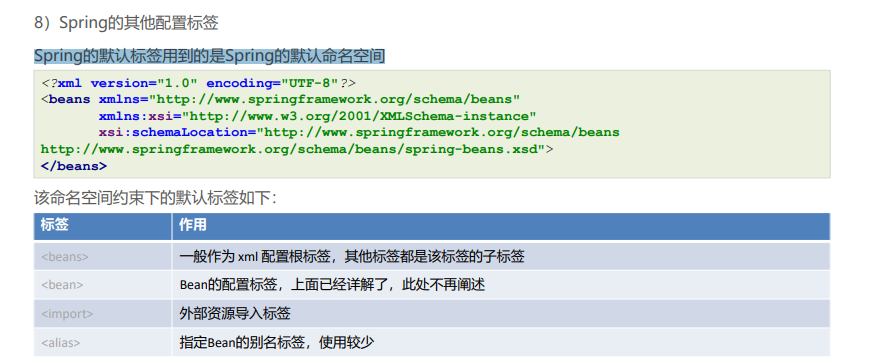 8）Spring的其他配置标签
Spring的默认标签用到的是Spring的默认命名空间
<?xml version="1.0" encoding="UTF-8"?>
<beans xmlns="http://www.springframework.org/schema/beans"
xmlns:xsi="http://www.w3.org/2001/XMLSchema-instance"
xsi:schemaLocation="http://www.springframework.org/schema/beans
http://www.springframework.org/schema/beans/spring-beans.xsd">
</beans>
该命名空间约束下的默认标签如下：
标签 作用
<beans> 一般作为 xml 配置根标签，其他标签都是该标签的子标签
<bean> Bean的配置标签，上面已经详解了，此处不再阐述
<import> 外部资源导入标签
<alias> 指定Bean的别名标签，使用较少